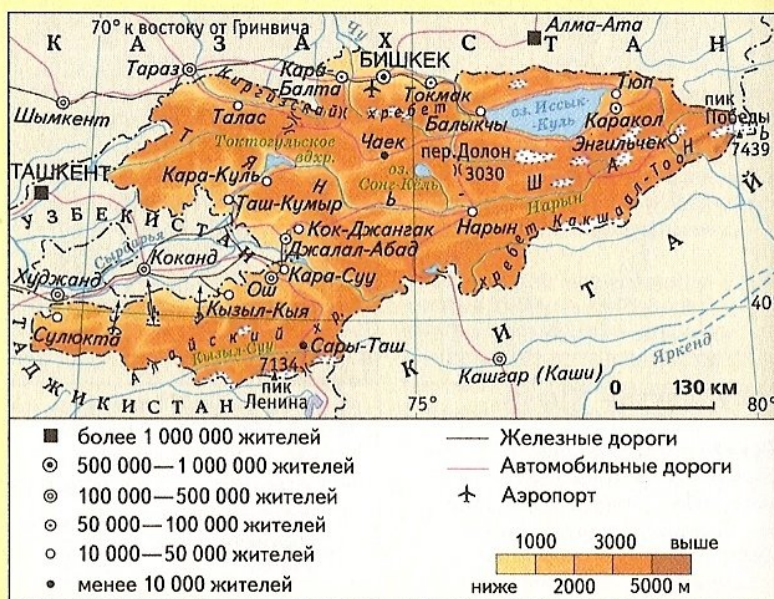 70° к востоку от Гринвича
К А З А Х С Т А Н
Чу
Алма-Ата
Тараз
Кара-
Балта
БИШКЕК
Токмак
Тюп
Шымкент
Киргизский хребет
Талас
Балыкчы
оз. Иссык-
Куль
Каракол
пик
Победы
7439
Энгильчек
Токтогульское
вдхр.
Чаек
пер.Долон
3030
ТАШКЕНТ
Кара-Куль
оз.
Сонг-Кёль
Т Я Н Ь Ш А Н Ь
Таш-Кумыр
Нарын
Нарын
хребет Какшаал-Тоо
УЗБЕКИСТАН
Кок-Джангак
Джалал-Абад
Сырдарья
Коканд
Худжанд
Кара-Суу
Ош
Кызыл-Кыя
40
Сулюкта
Алайский хр.
Кызыл-Суу
Сары-Таш
7134
пик
Ленина
ТАДЖИКИСТАН
К И Т А Й
Яркенд
Кашгар (Каши)
0 130 км
75°
80°
более 1 000 000 жителей
500 000—1 000 000 жителей
100 000—500 000 жителей
50 000—100 000 жителей
10 000—50 000 жителей
менее 10 000 жителей
Железные дороги
Автомобильные дороги
Аэропорт
1000 3000 выше
ниже 2000 5000 м